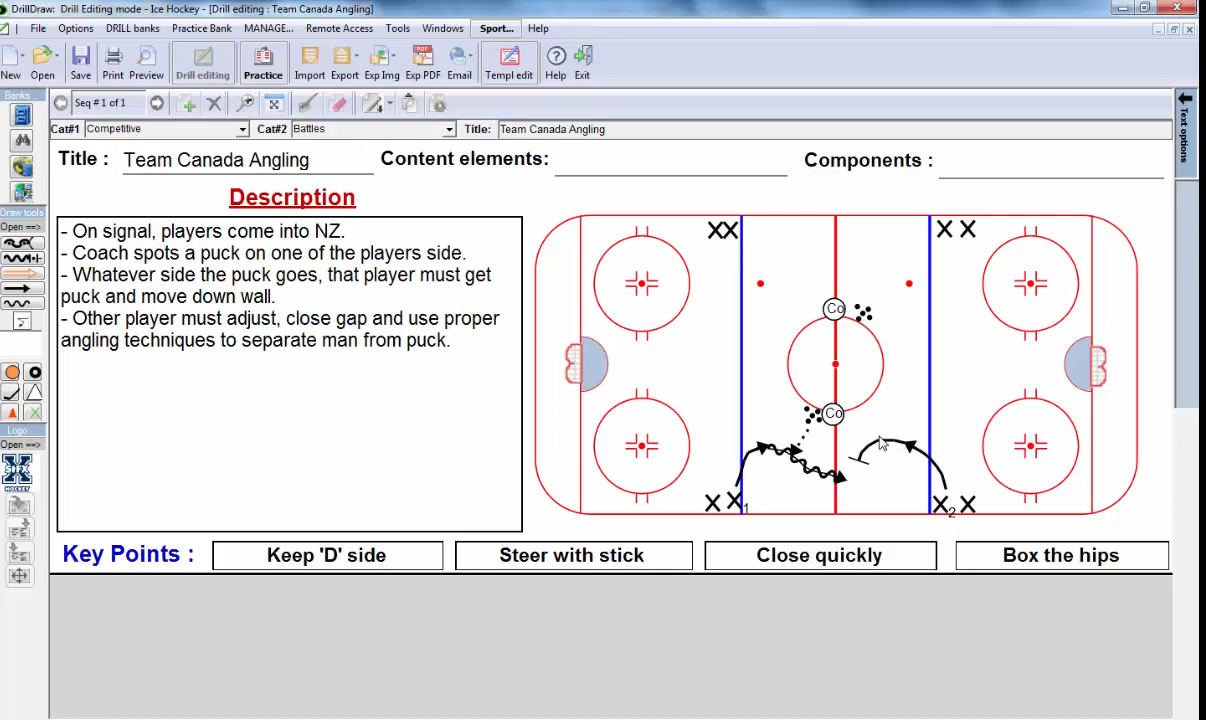 DrillDraw: Drill Editing mode - Ice Hockey - [Drill editing : Team Canada Angling]
File Options DRILL banks Practice Bank MANAGE... Remote Access Tools Windows Sport... Help
New Open Save Print Preview Drill editing Practice Import Export Exp Img Exp PDF Email Templ edit Help Exit
Banks...
Seq # 1 of 1
Cat#1 Competitive Cat#2 Battles Title: Team Canada Angling
Text options
Title : Team Canada Angling Content elements: Components :
Description
- On signal, players come into NZ.
- Coach spots a puck on one of the players side.
- Whatever side the puck goes, that player must get
puck and move down wall.
- Other player must adjust, close gap and use proper
angling techniques to separate man from puck.
Draw tools
Open ==>
Logo...
Open ==>
XX X X
Co
Co
X X1 X2 X
Key Points : Keep 'D' side Steer with stick Close quickly Box the hips